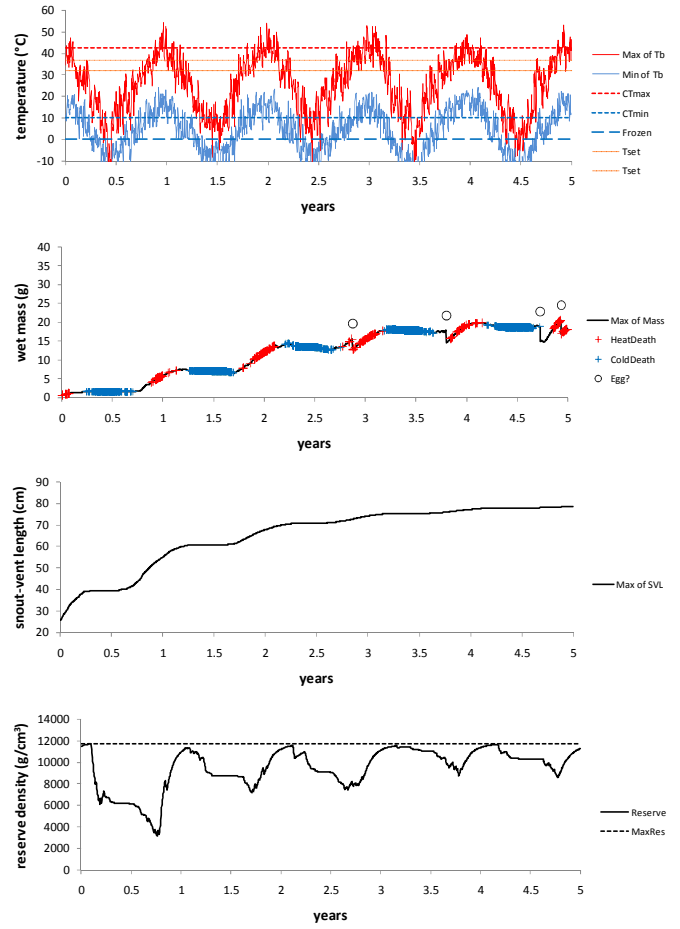 temperature (°C)
60
50
40
30
20
10
0
-10
0 0.5 1 1.5 2 2.5 3 3.5 4 4.5 5
years
Max of Tb
Min of Tb
CTmax
CTmin
Frozen
Tset
Tset
wet mass (g)
40
35
30
25
20
15
10
5
0
0 0.5 1 1.5 2 2.5 3 3.5 4 4.5 5
years
Max of Mass
HeatDeath
ColdDeath
Egg?
snout-vent length (cm)
90
80
70
60
50
40
30
20
0 0.5 1 1.5 2 2.5 3 3.5 4 4.5 5
years
Max of SVL
reserve density (g/cm³)
14000
12000
10000
8000
6000
4000
2000
0
0 0.5 1 1.5 2 2.5 3 3.5 4 4.5 5
years
Reserve
MaxRes